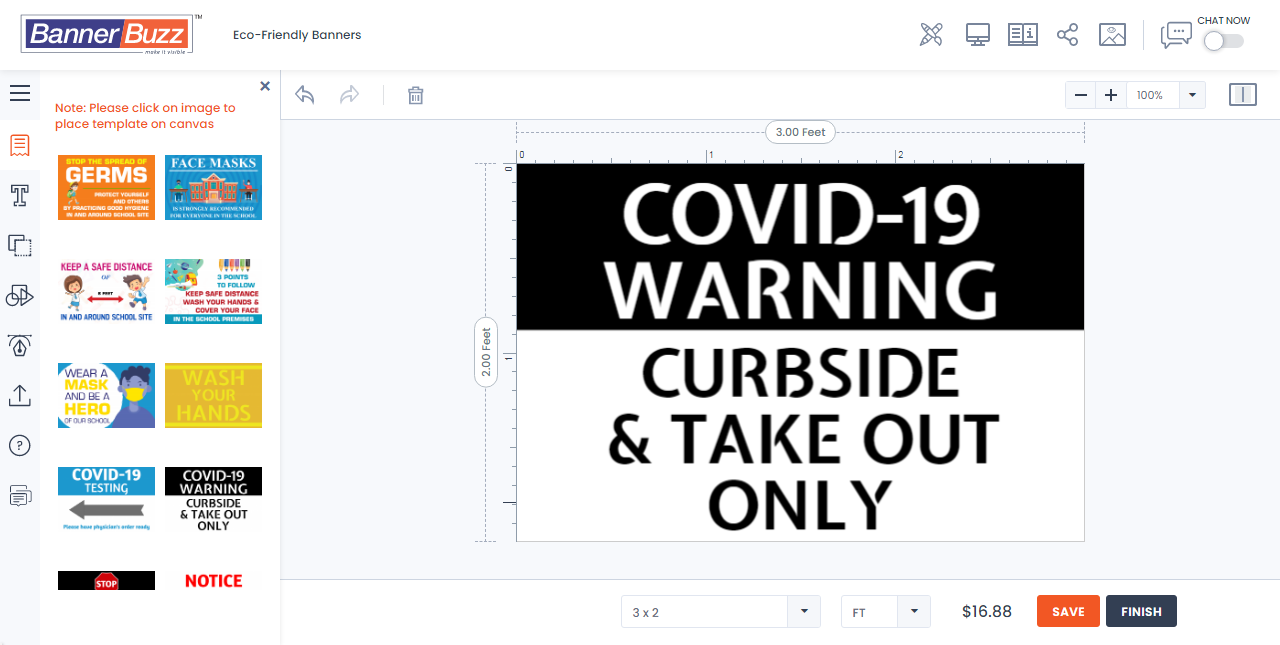 BannerBuzz™
make it visible
Eco-Friendly Banners
CHAT NOW
Note: Please click on image to
place template on canvas
100%
3.00 Feet
0 1 2
0
1
2.00 Feet
STOP THE SPREAD OF
GERMS
PROTECT YOURSELF
AND OTHERS
BY PRACTICING GOOD HYGIENE
IN AND AROUND SCHOOL SITE
FACE MASKS
IS STRONGLY RECOMMENDED
FOR EVERYONE IN THE SCHOOL
KEEP A SAFE DISTANCE
6 FEET
IN AND AROUND SCHOOL SITE
3 POINTS
TO FOLLOW
KEEP SAFE DISTANCE
WASH YOUR HANDS &
COVER YOUR FACE
IN THE SCHOOL PREMISES
WEAR A
MASK
AND BE A
HERO
OF OUR SCHOOL
WASH
YOUR
HANDS
COVID-19
TESTING
Please have physician's order ready
COVID-19
WARNING
CURBSIDE
& TAKE OUT
ONLY
STOP
NOTICE
COVID-19
WARNING
CURBSIDE
& TAKE OUT
ONLY
3 x 2
FT
$16.88
SAVE
FINISH